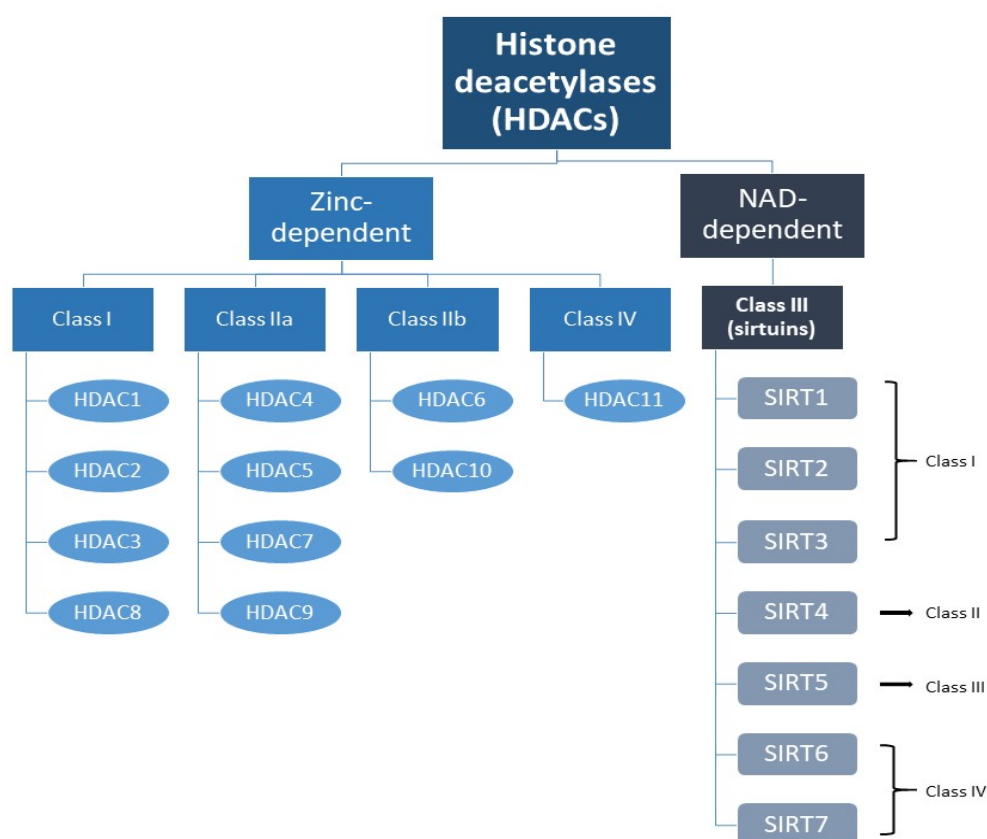 Histone
deacetylases
(HDACs)
Zinc-
dependent
NAD-
dependent
Class I
Class IIa
Class IIb
Class IV
Class III
(sirtuins)
HDAC1
HDAC2
HDAC3
HDAC8
HDAC4
HDAC5
HDAC7
HDAC9
HDAC6
HDAC10
HDAC11
SIRT1
SIRT2
SIRT3
SIRT4
SIRT5
SIRT6
SIRT7
Class I
Class II
Class III
Class IV